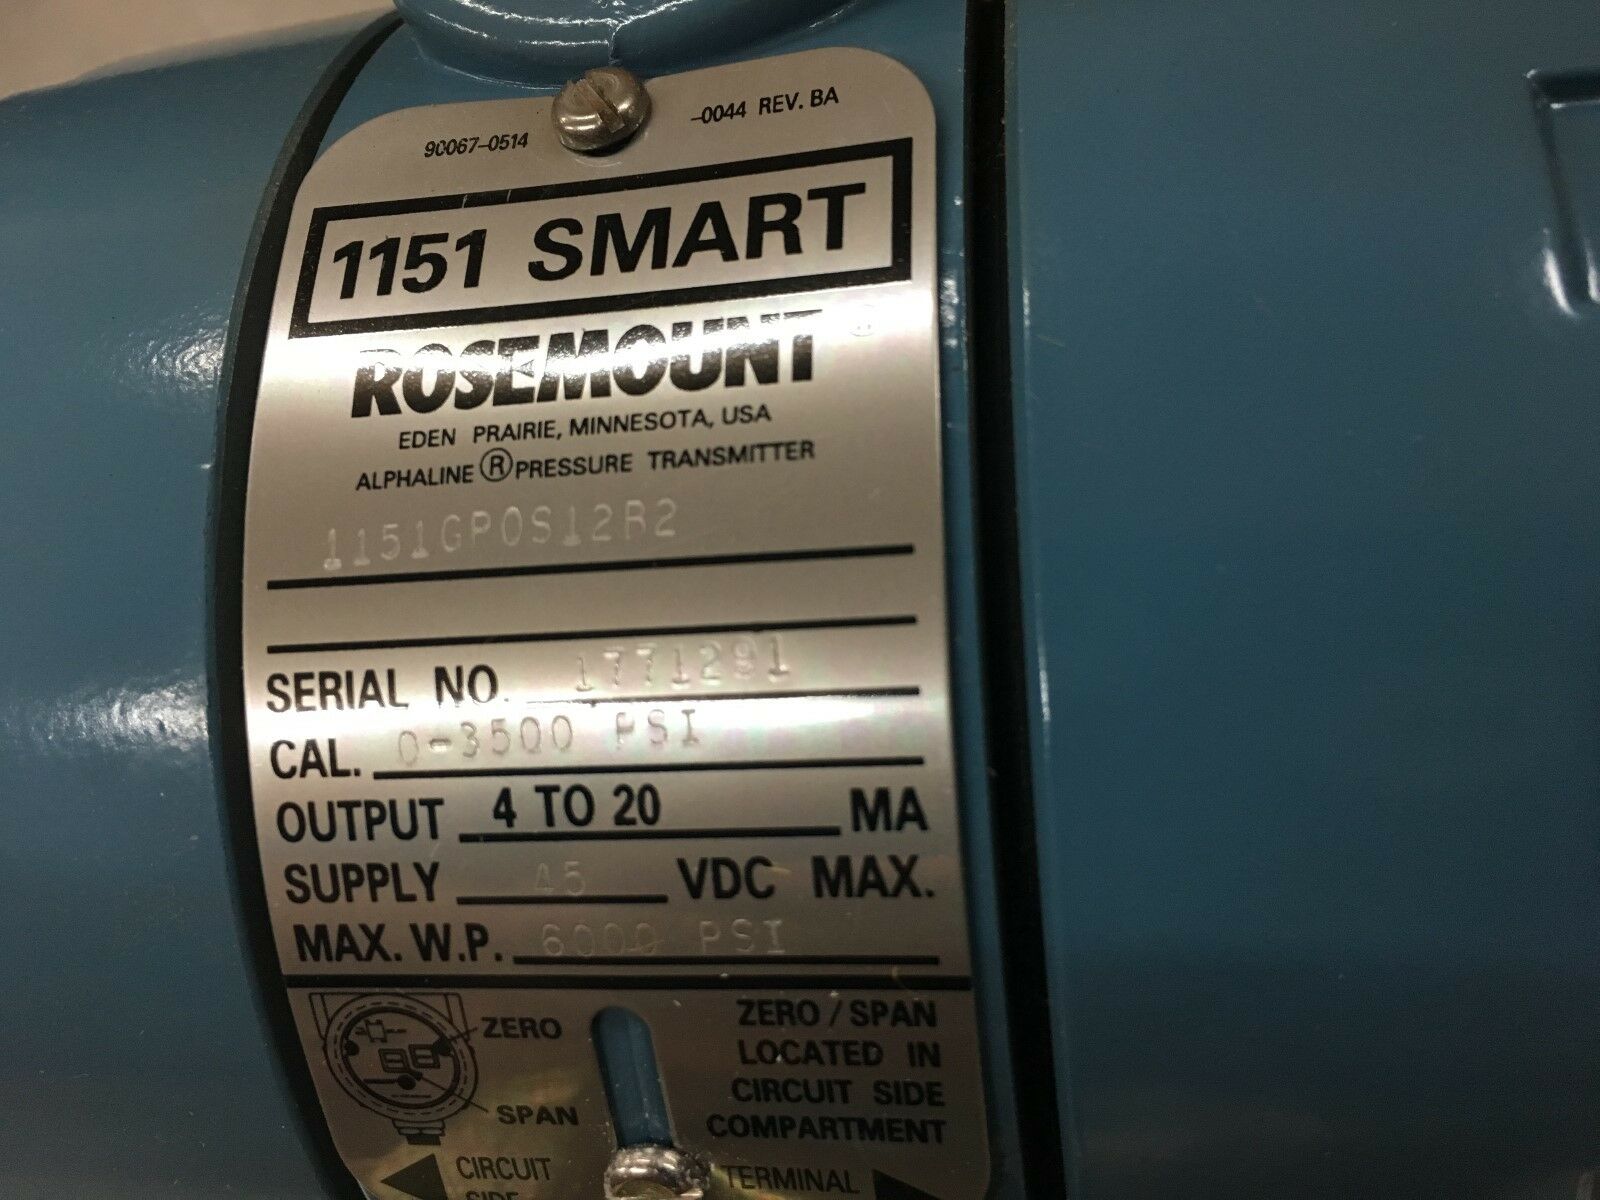 90067-0514 -0044 REV. BA
1151 SMART
ROSEMOUNT ®
EDEN PRAIRIE, MINNESOTA, USA
ALPHALINE ® PRESSURE TRANSMITTER
1151GP0S12B2
SERIAL NO. 1771291
CAL. 0-3500 PSI
OUTPUT 4 TO 20 MA
SUPPLY 45 VDC MAX.
MAX. W.P. 6000 PSI
ZERO
SPAN
ZERO / SPAN
LOCATED IN
CIRCUIT SIDE
COMPARTMENT
CIRCUIT
SIDE
TERMINAL